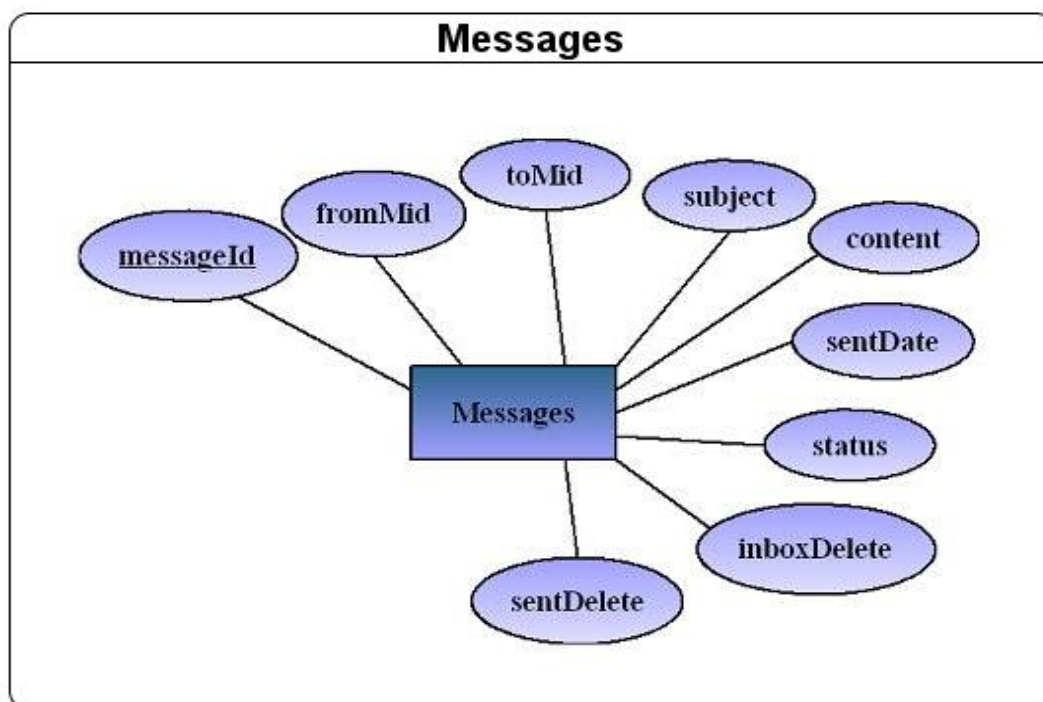 Messages
toMid
subject
fromMid
content
messageId
sentDate
Messages
status
inboxDelete
sentDelete